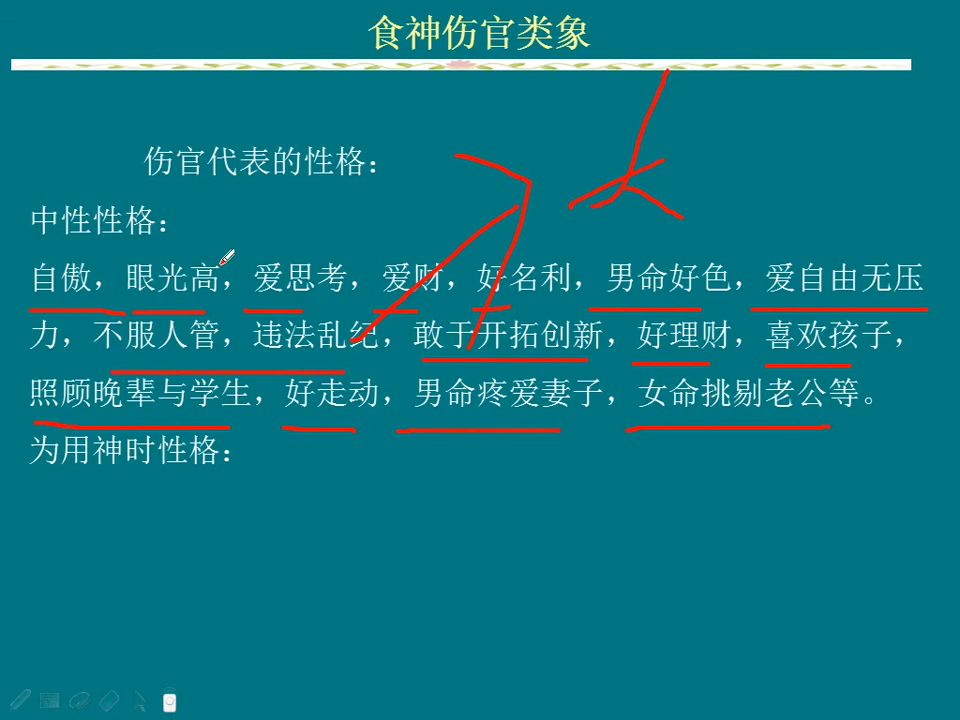 食神伤官类象
伤官代表的性格：
中性性格：
自傲，眼光高，爱思考，爱财，好名利，男命好色，爱自由无压
力，不服人管，违法乱纪，敢于开拓创新，好理财，喜欢孩子，
照顾晚辈与学生，好走动，男命疼爱妻子，女命挑剔老公等。
为用神时性格：